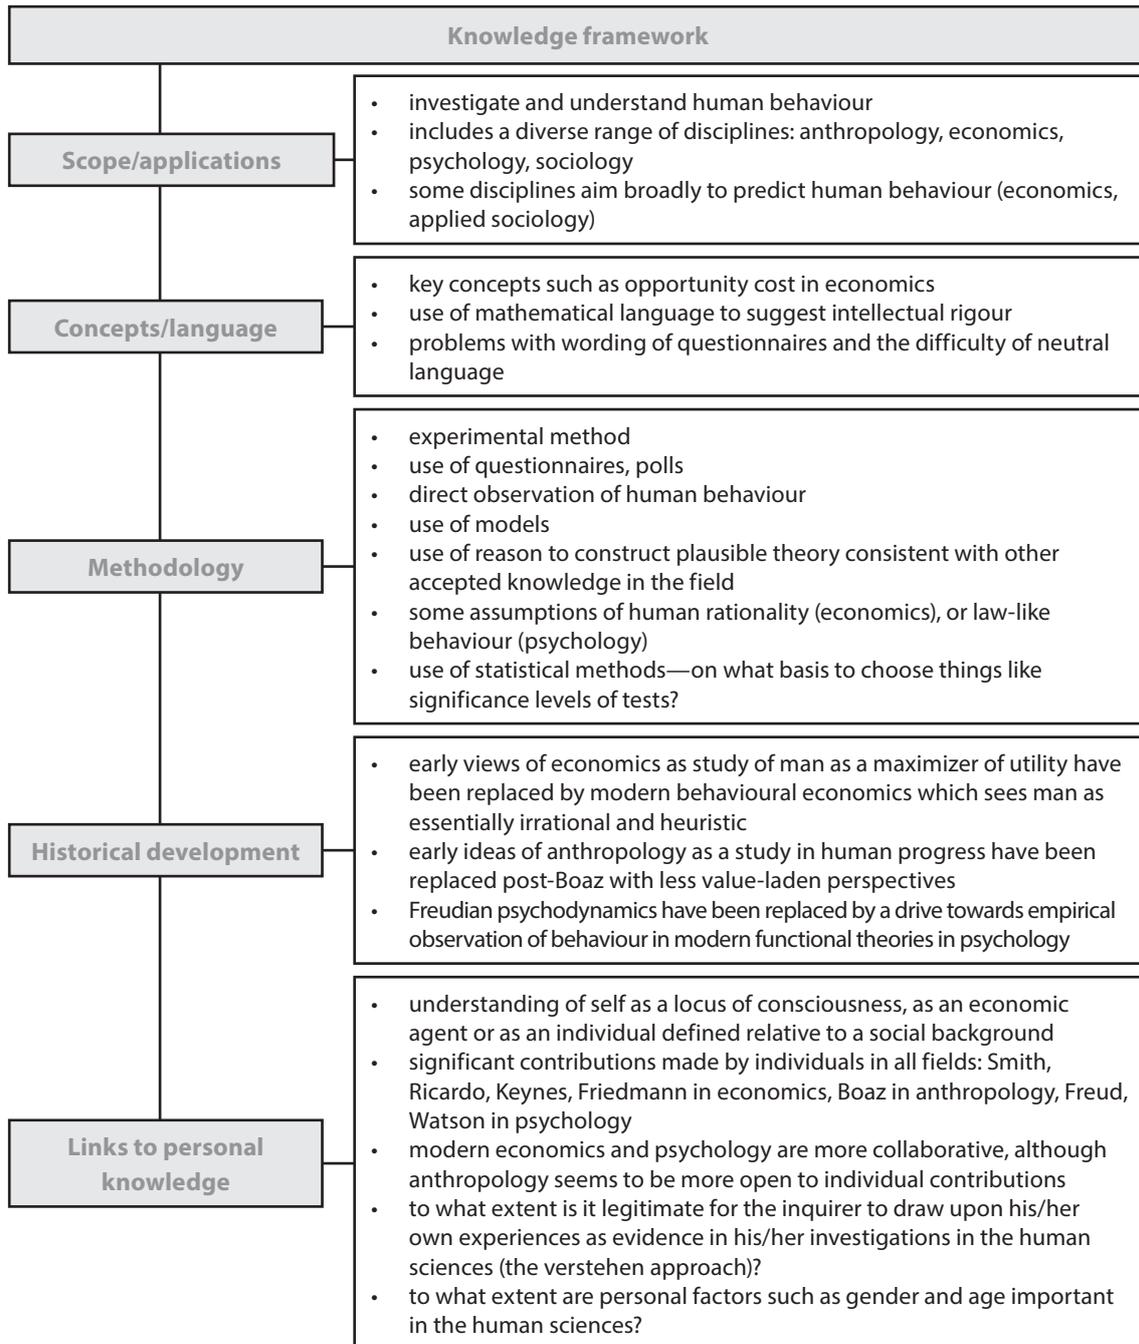 Knowledge framework
Scope/applications
• investigate and understand human behaviour
• includes a diverse range of disciplines: anthropology, economics,
psychology, sociology
• some disciplines aim broadly to predict human behaviour (economics,
applied sociology)
Concepts/language
• key concepts such as opportunity cost in economics
• use of mathematical language to suggest intellectual rigour
• problems with wording of questionnaires and the difficulty of neutral
language
Methodology
• experimental method
• use of questionnaires, polls
• direct observation of human behaviour
• use of models
• use of reason to construct plausible theory consistent with other
accepted knowledge in the field
• some assumptions of human rationality (economics), or law-like
behaviour (psychology)
• use of statistical methods—on what basis to choose things like
significance levels of tests?
Historical development
• early views of economics as study of man as a maximizer of utility have
been replaced by modern behavioural economics which sees man as
essentially irrational and heuristic
• early ideas of anthropology as a study in human progress have been
replaced post-Boaz with less value-laden perspectives
• Freudian psychodynamics have been replaced by a drive towards empirical
observation of behaviour in modern functional theories in psychology
Links to personal
knowledge
• understanding of self as a locus of consciousness, as an economic
agent or as an individual defined relative to a social background
• significant contributions made by individuals in all fields: Smith,
Ricardo, Keynes, Friedmann in economics, Boaz in anthropology, Freud,
Watson in psychology
• modern economics and psychology are more collaborative, although
anthropology seems to be more open to individual contributions
• to what extent is it legitimate for the inquirer to draw upon his/her
own experiences as evidence in his/her investigations in the human
sciences (the verstehen approach)?
• to what extent are personal factors such as gender and age important
in the human sciences?